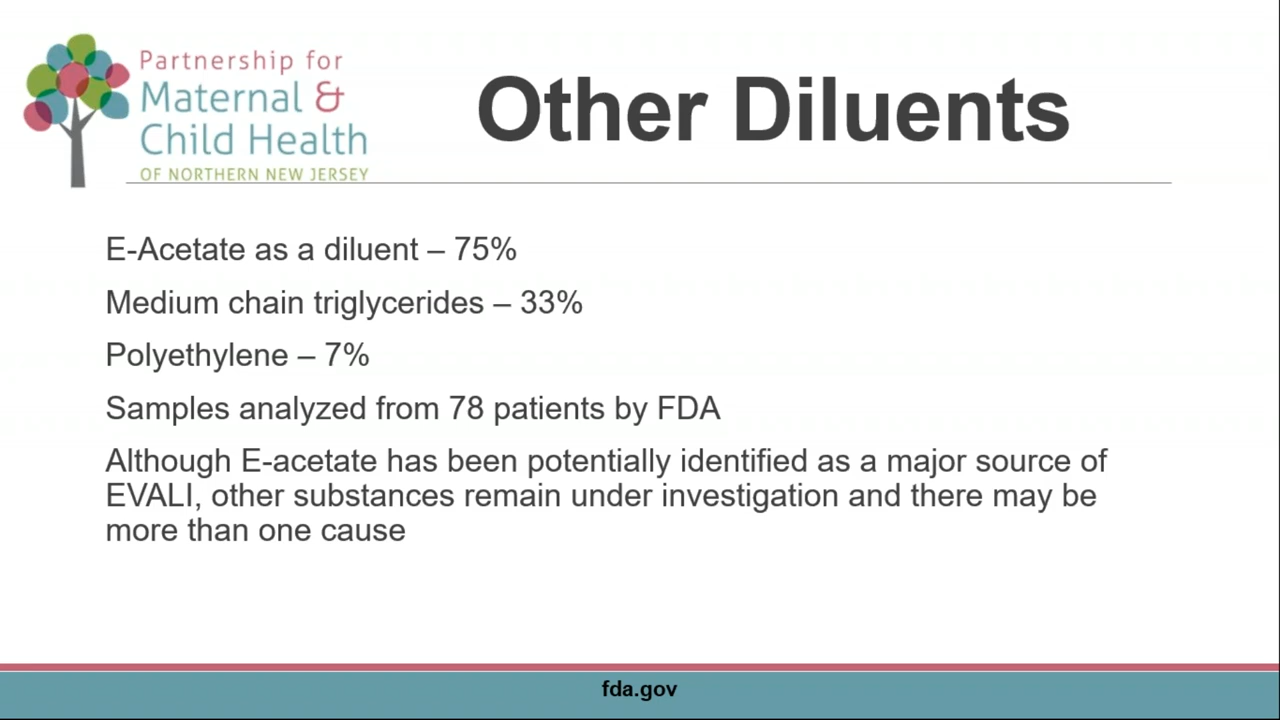 Partnership for
Maternal &
Child Health
OF NORTHERN NEW JERSEY
Other Diluents
E-Acetate as a diluent – 75%
Medium chain triglycerides – 33%
Polyethylene – 7%
Samples analyzed from 78 patients by FDA
Although E-acetate has been potentially identified as a major source of
EVALI, other substances remain under investigation and there may be
more than one cause
fda.gov